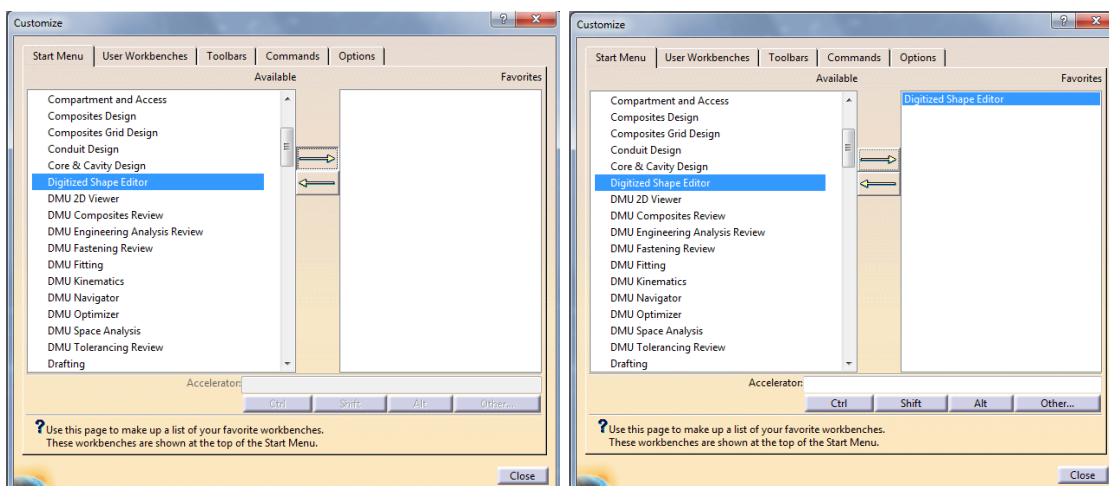 Customize
Start Menu User Workbenches Toolbars Commands Options
Available Favorites
Compartment and Access
Composites Design
Composites Grid Design
Conduit Design
Core & Cavity Design
Digitized Shape Editor
DMU 2D Viewer
DMU Composites Review
DMU Engineering Analysis Review
DMU Fastening Review
DMU Fitting
DMU Kinematics
DMU Navigator
DMU Optimizer
DMU Space Analysis
DMU Tolerancing Review
Drafting
Accelerator:
Ctrl Shift Alt Other...
? Use this page to make up a list of your favorite workbenches.
These workbenches are shown at the top of the Start Menu.
Close
Customize
Start Menu User Workbenches Toolbars Commands Options
Available Favorites
Compartment and Access
Composites Design
Composites Grid Design
Conduit Design
Core & Cavity Design
Digitized Shape Editor
DMU 2D Viewer
DMU Composites Review
DMU Engineering Analysis Review
DMU Fastening Review
DMU Fitting
DMU Kinematics
DMU Navigator
DMU Optimizer
DMU Space Analysis
DMU Tolerancing Review
Drafting
Digitized Shape Editor
Accelerator:
Ctrl Shift Alt Other...
? Use this page to make up a list of your favorite workbenches.
These workbenches are shown at the top of the Start Menu.
Close